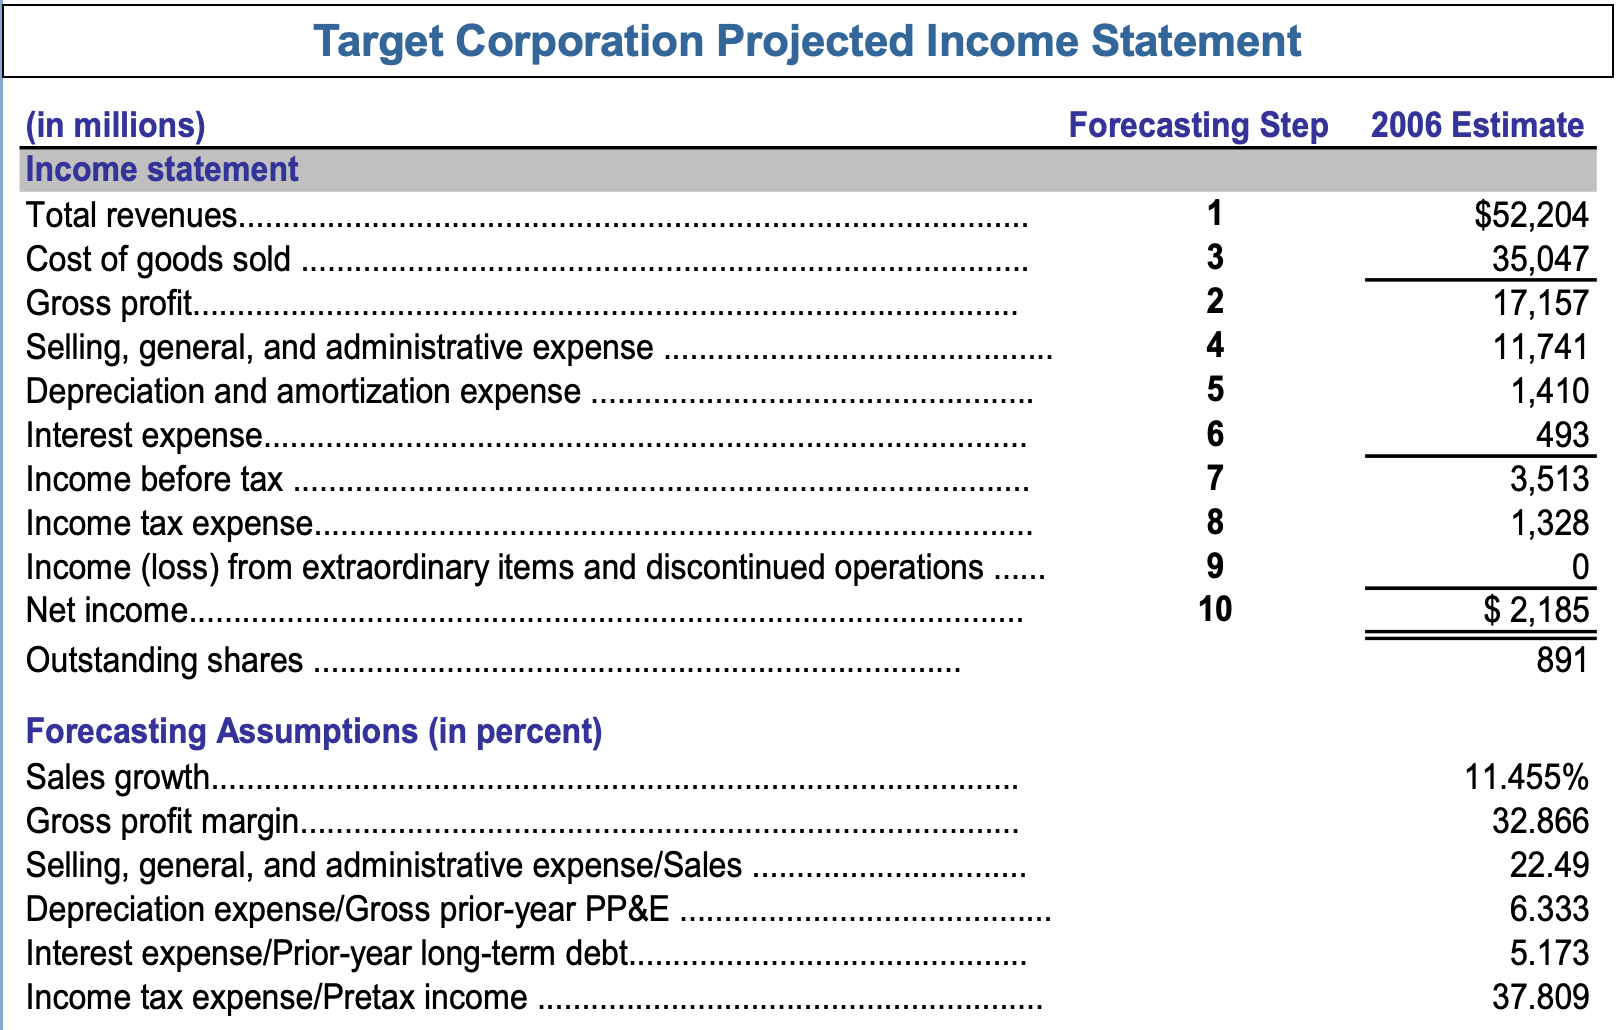 Target Corporation Projected Income Statement
(in millions) Forecasting Step 2006 Estimate
Income statement
Total revenues.......................................................................................... 1 $52,204
Cost of goods sold .................................................................................. 3 35,047
Gross profit.............................................................................................. 2 17,157
Selling, general, and administrative expense ........................................... 4 11,741
Depreciation and amortization expense .................................................. 5 1,410
Interest expense...................................................................................... 6 493
Income before tax ................................................................................... 7 3,513
Income tax expense................................................................................. 8 1,328
Income (loss) from extraordinary items and discontinued operations ...... 9 0
Net income.............................................................................................. 10 $ 2,185
Outstanding shares ......................................................................... 891
Forecasting Assumptions (in percent)
Sales growth........................................................................................... 11.455%
Gross profit margin................................................................................. 32.866
Selling, general, and administrative expense/Sales ............................... 22.49
Depreciation expense/Gross prior-year PP&E .......................................... 6.333
Interest expense/Prior-year long-term debt............................................. 5.173
Income tax expense/Pretax income ......................................................... 37.809